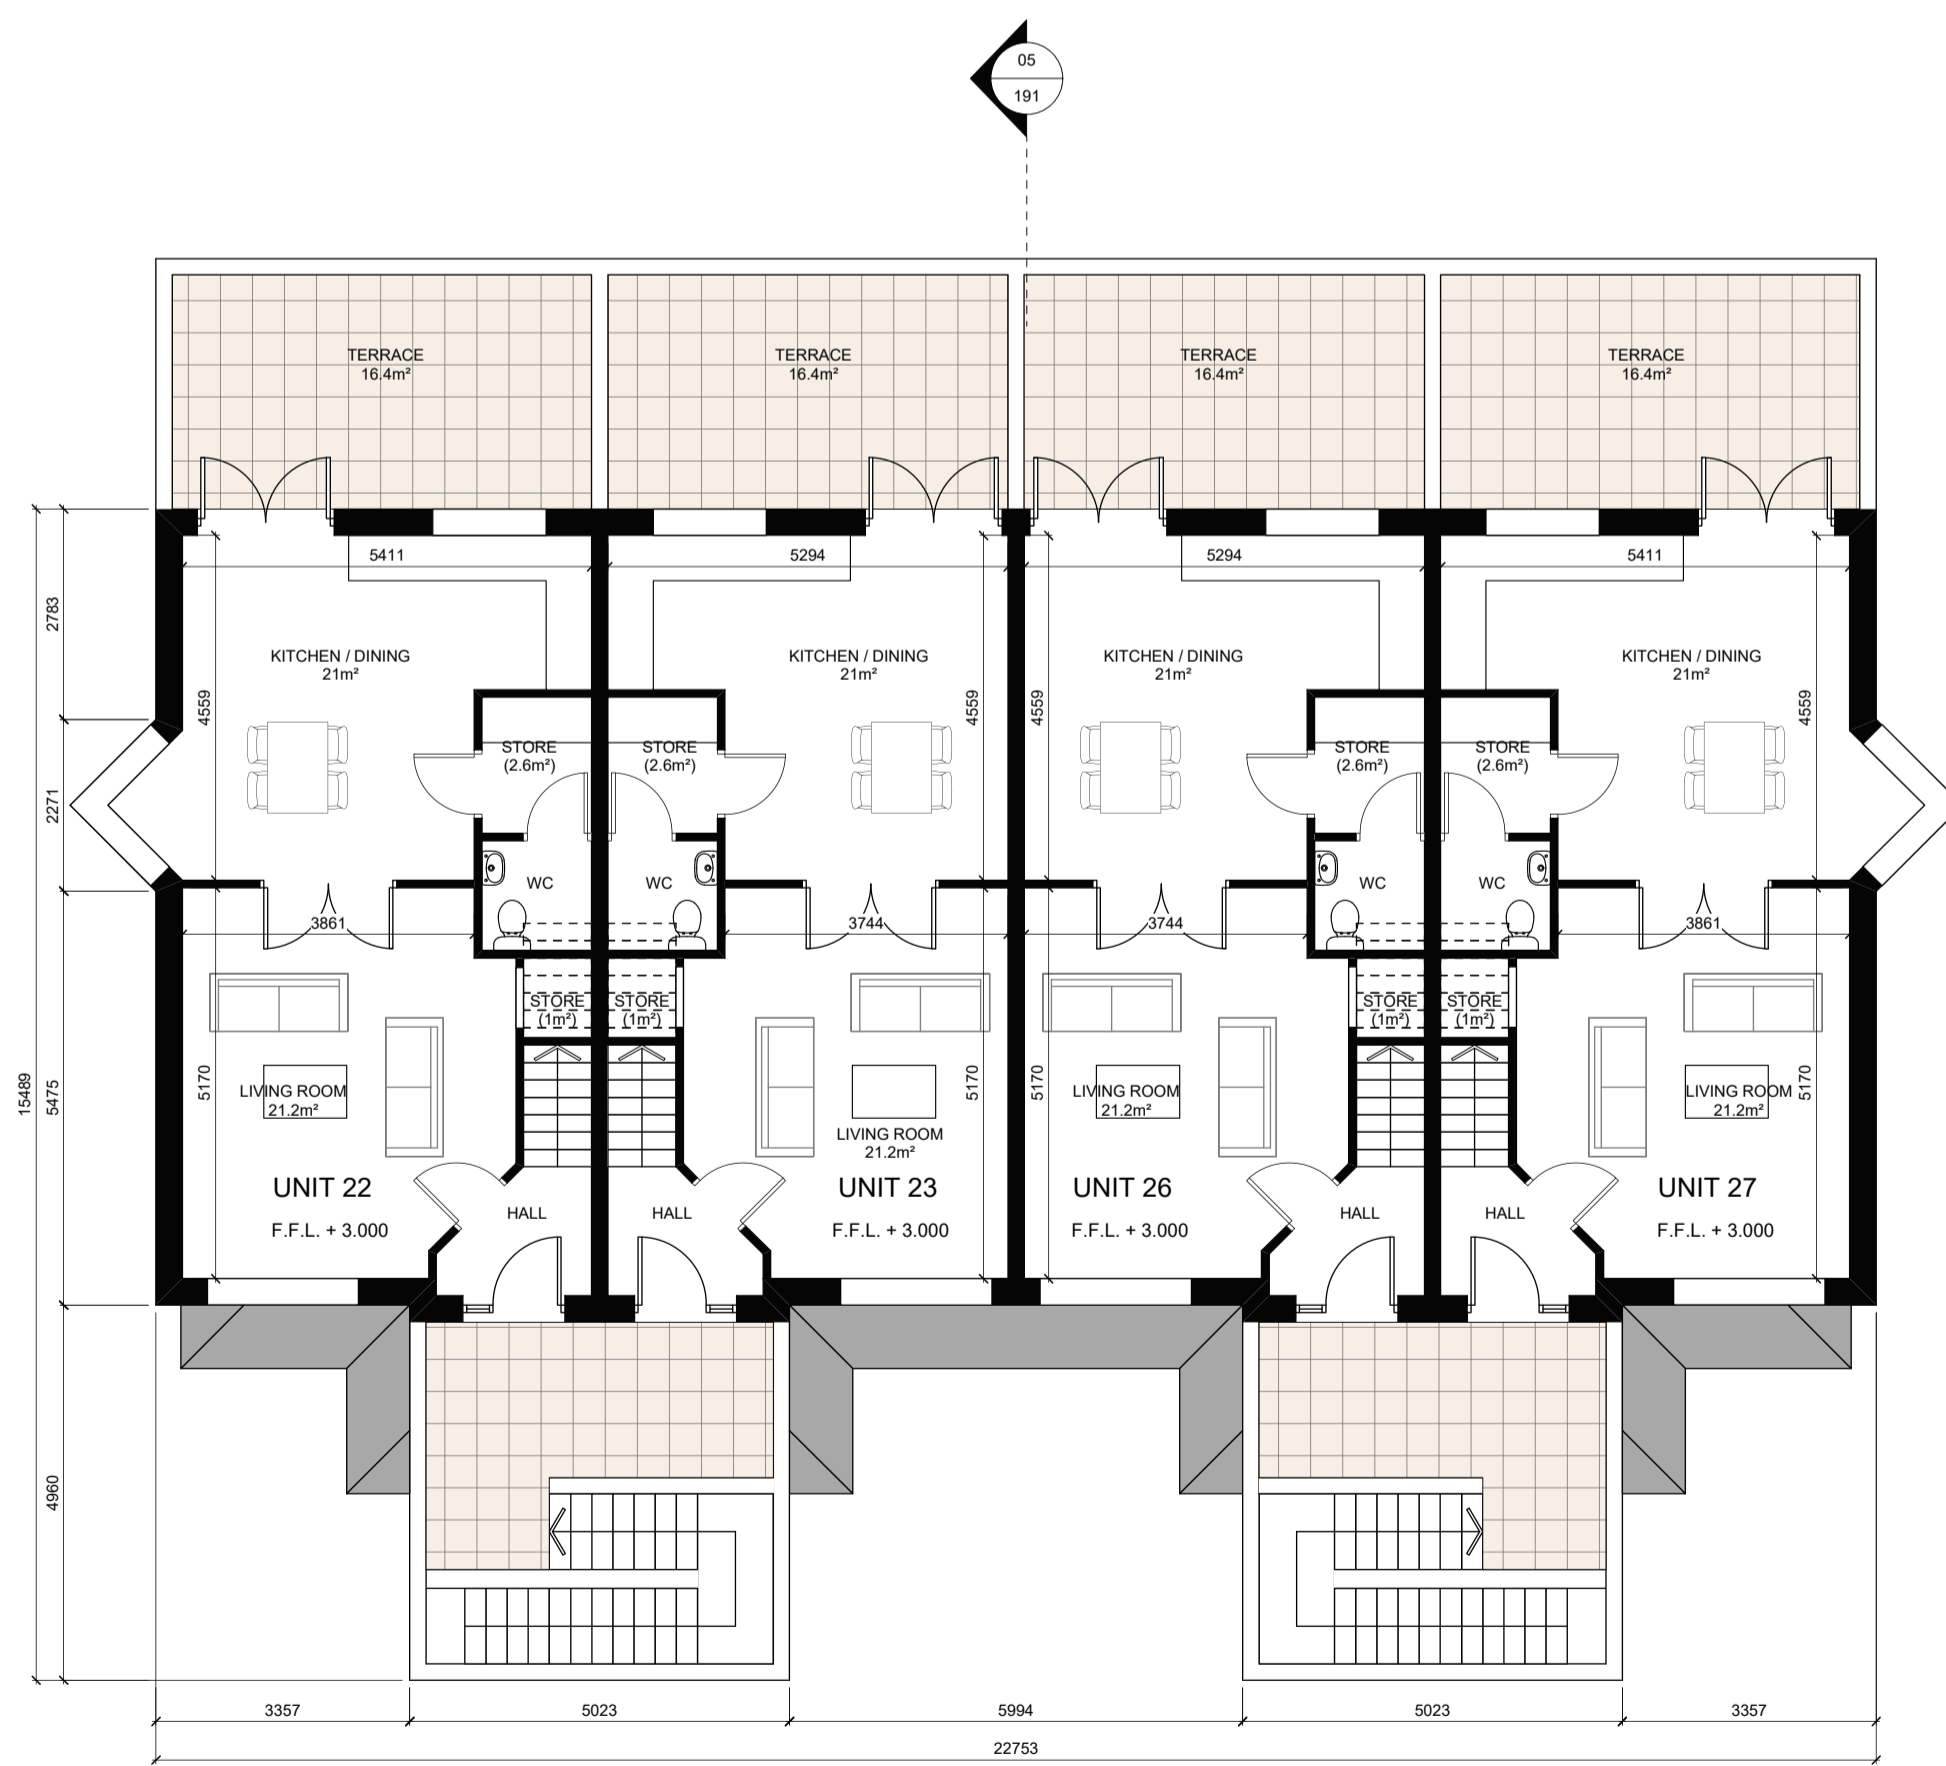 05
191
TERRACE
16.4m²
TERRACE
16.4m²
TERRACE
16.4m²
TERRACE
16.4m²
5411
5294
5294
5411
2783
KITCHEN / DINING
21m²
KITCHEN / DINING
21m²
KITCHEN / DINING
21m²
KITCHEN / DINING
21m²
4559
4559
4559
4559
STORE
(2.6m²)
STORE
(2.6m²)
STORE
(2.6m²)
STORE
(2.6m²)
2271
WC
WC
WC
WC
3861
3744
3744
3861
STORE
(1m²)
STORE
(1m²)
STORE
(1m²)
STORE
(1m²)
15489
5475
5170
5170
5170
5170
LIVING ROOM
21.2m²
LIVING ROOM
21.2m²
LIVING ROOM
21.2m²
LIVING ROOM
21.2m²
UNIT 22
UNIT 23
UNIT 26
UNIT 27
HALL
HALL
HALL
HALL
F.F.L. + 3.000
F.F.L. + 3.000
F.F.L. + 3.000
F.F.L. + 3.000
4960
3357
5023
5994
5023
3357
22753